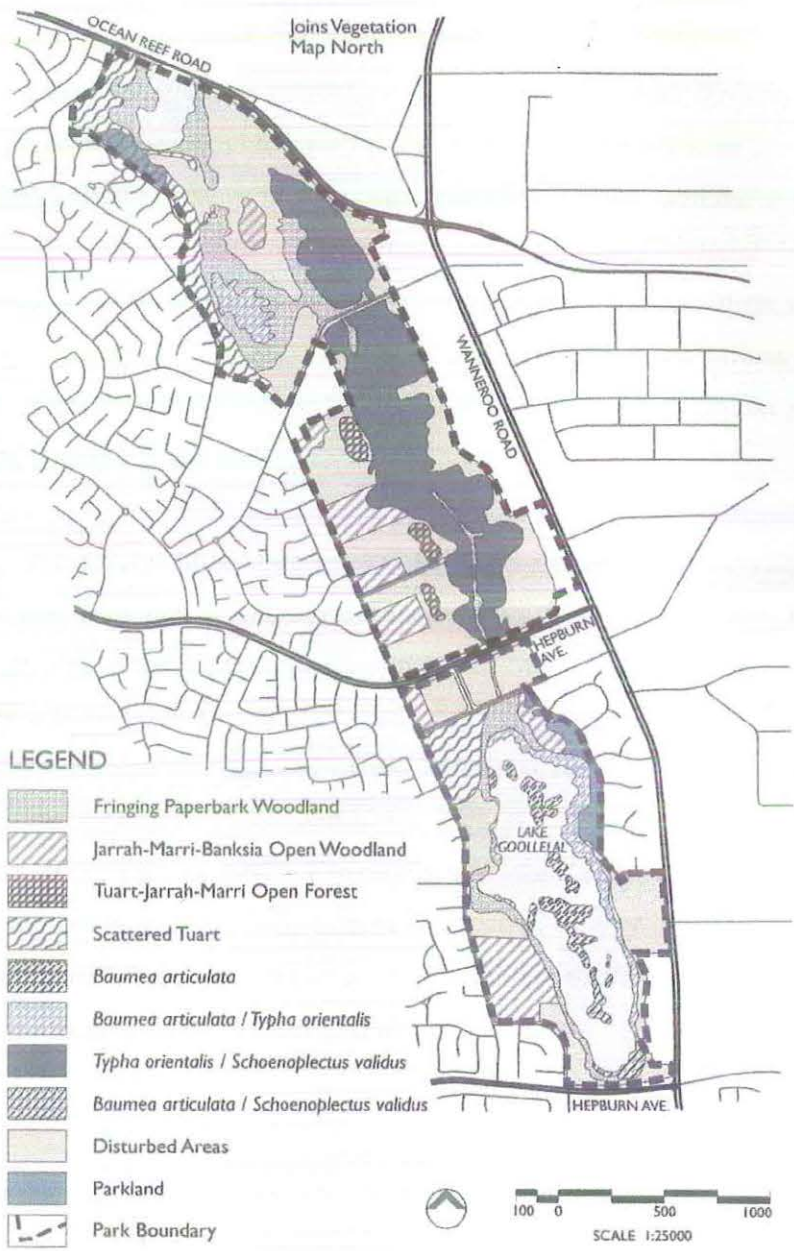 Joins Vegetation
Map North
OCEAN REEF ROAD
WANNEROO ROAD
HEPBURN
AVE.
LAKE
GOOLLELAL
HEPBURN AVE.
LEGEND
Fringing Paperbark Woodland
Jarrah-Marri-Banksia Open Woodland
Tuart-Jarrah-Marri Open Forest
Scattered Tuart
Baumea articulata
Baumea articulata / Typha orientalis
Typha orientalis / Schoenoplectus validus
Baumea articulata / Schoenoplectus validus
Disturbed Areas
Parkland
Park Boundary
100 0 500 1000
SCALE 1:25000